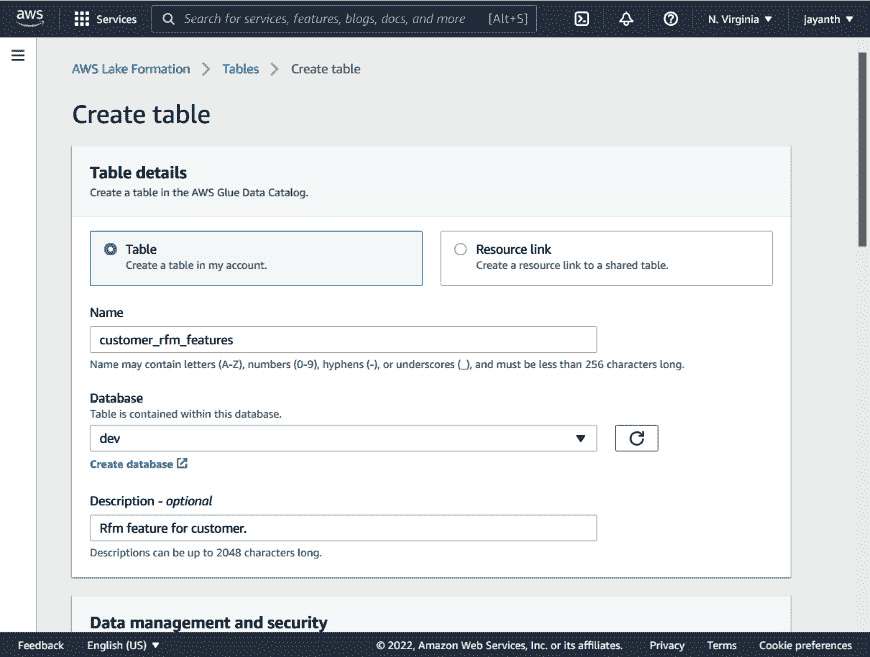 aws Services Search for services, features, blogs, docs, and more [Alt+S] N. Virginia ▼ jayanth ▼
AWS Lake Formation > Tables > Create table
Create table
Table details
Create a table in the AWS Glue Data Catalog.
Table Resource link
Create a table in my account. Create a resource link to a shared table.
Name
customer_rfm_features
Name may contain letters (A-Z), numbers (0-9), hyphens (-), or underscores (_), and must be less than 256 characters long.
Database
Table is contained within this database.
dev
Create database
Description - optional
Rfm feature for customer.
Descriptions can be up to 2048 characters long.
Data management and security
Feedback English (US) ▼ © 2022, Amazon Web Services, Inc. or its affiliates. Privacy Terms Cookie preferences